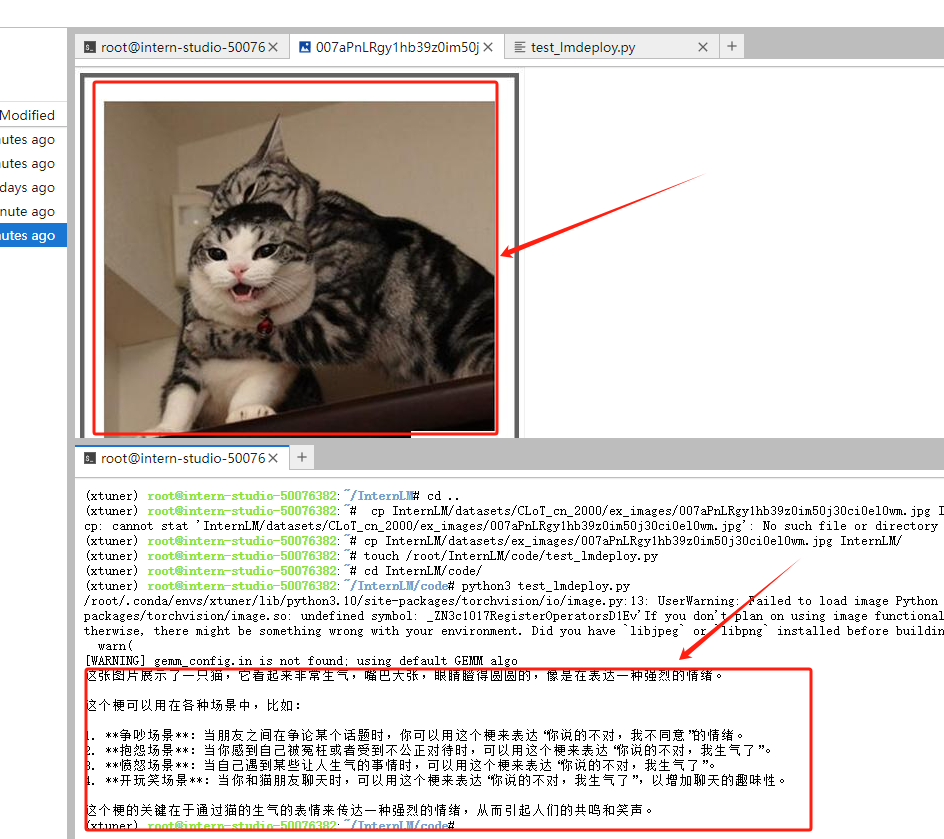 root@intern-studio-50076
007aPnLRgy1hb39z0im50j
test_lmdeploy.py
Modified
utes ago
utes ago
days ago
nute ago
utes ago
root@intern-studio-50076
(xtuner) root@intern-studio-50076382:~/InternLM# cd ..
(xtuner) root@intern-studio-50076382:~# cp InternLM/datasets/CLoT_cn_2000/ex_images/007aPnLRgy1hb39z0im50j30ci0el0wm.jpg I
cp: cannot stat 'InternLM/datasets/CLoT_cn_2000/ex_images/007aPnLRgy1hb39z0im50j30ci0el0wm.jpg': No such file or directory
(xtuner) root@intern-studio-50076382:~# cp InternLM/datasets/ex_images/007aPnLRgy1hb39z0im50j30ci0el0wm.jpg InternLM/
(xtuner) root@intern-studio-50076382:~# touch /root/InternLM/code/test_lmdeploy.py
(xtuner) root@intern-studio-50076382:~# cd InternLM/code/
(xtuner) root@intern-studio-50076382:~/InternLM/code# python3 test_lmdeploy.py
/root/.conda/envs/xtuner/lib/python3.10/site-packages/torchvision/io/image.py:13: UserWarning: Failed to load image Python
packages/torchvision/image.so: undefined symbol: _ZN3c1017RegisterOperatorsD1Ev'If you don't plan on using image functional
therwise, there might be something wrong with your environment. Did you have `libjpeg` or `libpng` installed before buildin
warn(
[WARNING] gemm_config.in is not found; using default GEMM algo
这张图片展示了一只猫，它看起来非常生气，嘴巴大张，眼睛瞪得圆圆的，像是在表达一种强烈的情绪。
这个梗可以用在各种场景中，比如：
1. **争吵场景**：当朋友之间在争论某个话题时，你可以用这个梗来表达“你说的不对，我不同意”的情绪。
2. **抱怨场景**：当你感到自己被冤枉或者受到不公正对待时，可以用这个梗来表达“你说的不对，我生气了”。
3. **愤怒场景**：当自己遇到某些让人生气的事情时，可以用这个梗来表达“你说的不对，我生气了”。
4. **开玩笑场景**：当你和猫朋友聊天时，可以用这个梗来表达“你说的不对，我生气了”，以增加聊天的趣味性。
这个梗的关键在于通过猫的生气的表情来传达一种强烈的情绪，从而引起人们的共鸣和笑声。
(xtuner) root@intern-studio-50076382:~/InternLM/code#